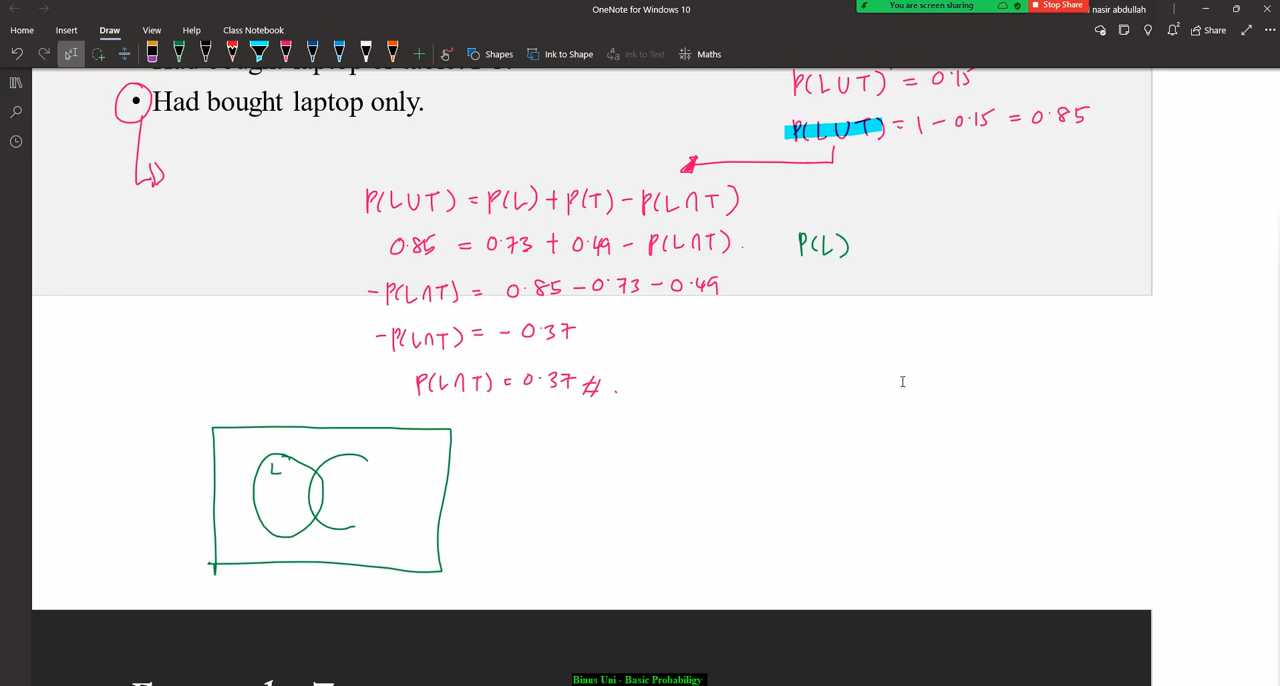 OneNote for Windows 10
You are screen sharing
Stop Share
nasir abdullah
Home Insert Draw View Help Class Notebook
Share
Shapes Ink to Shape Ink to Text Maths
• Had bought laptop only.
P(L∪T) = 0.15
P(L∪T) = 1 - 0.15 = 0.85
P(L∪T) = P(L) + P(T) - P(L∩T)
0.85 = 0.73 + 0.49 - P(L∩T).
P(L)
-P(L∩T) = 0.85 - 0.73 - 0.49
-P(L∩T) = - 0.37
P(L∩T) = 0.37 #.
L
Binus Uni - Basic Probabiligy